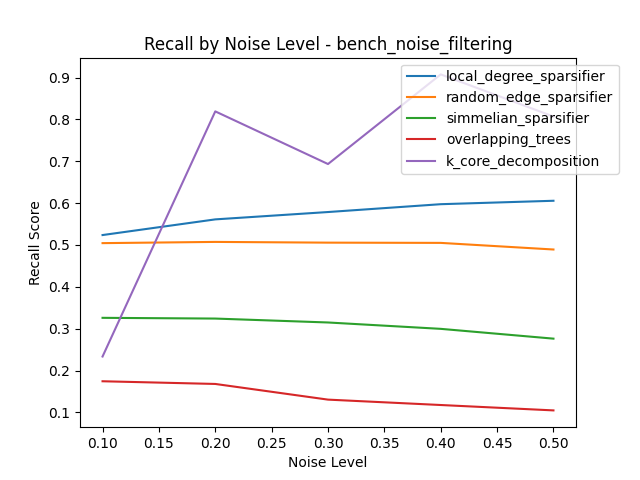 Recall by Noise Level - bench_noise_filtering
local_degree_sparsifier
random_edge_sparsifier
simmelian_sparsifier
overlapping_trees
k_core_decomposition
Recall Score
0.9
0.8
0.7
0.6
0.5
0.4
0.3
0.2
0.1
0.10 0.15 0.20 0.25 0.30 0.35 0.40 0.45 0.50
Noise Level